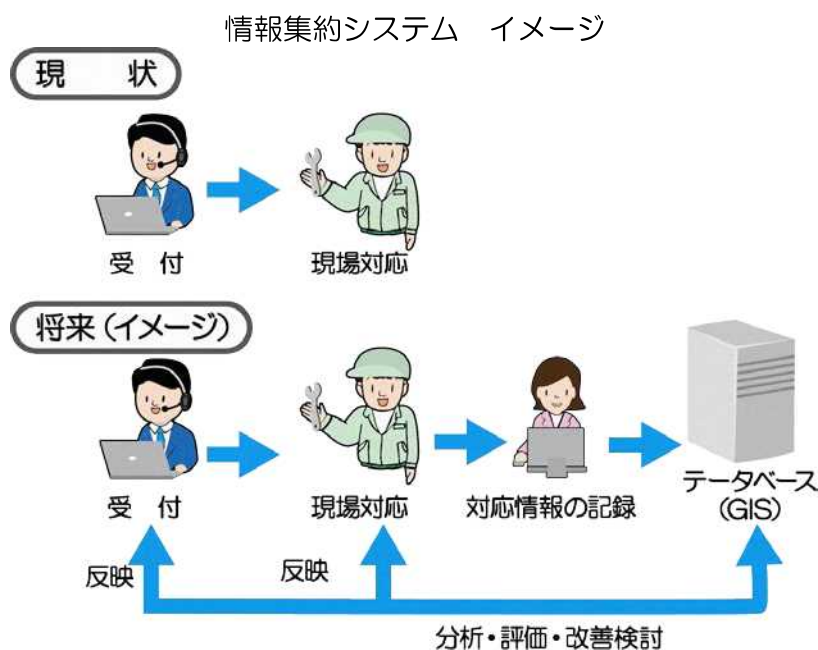 情報集約システム　イメージ
現　状
受　付
現場対応
将来（イメージ）
受　付
現場対応
対応情報の記録
データベース
(GIS)
反映
反映
分析・評価・改善検討